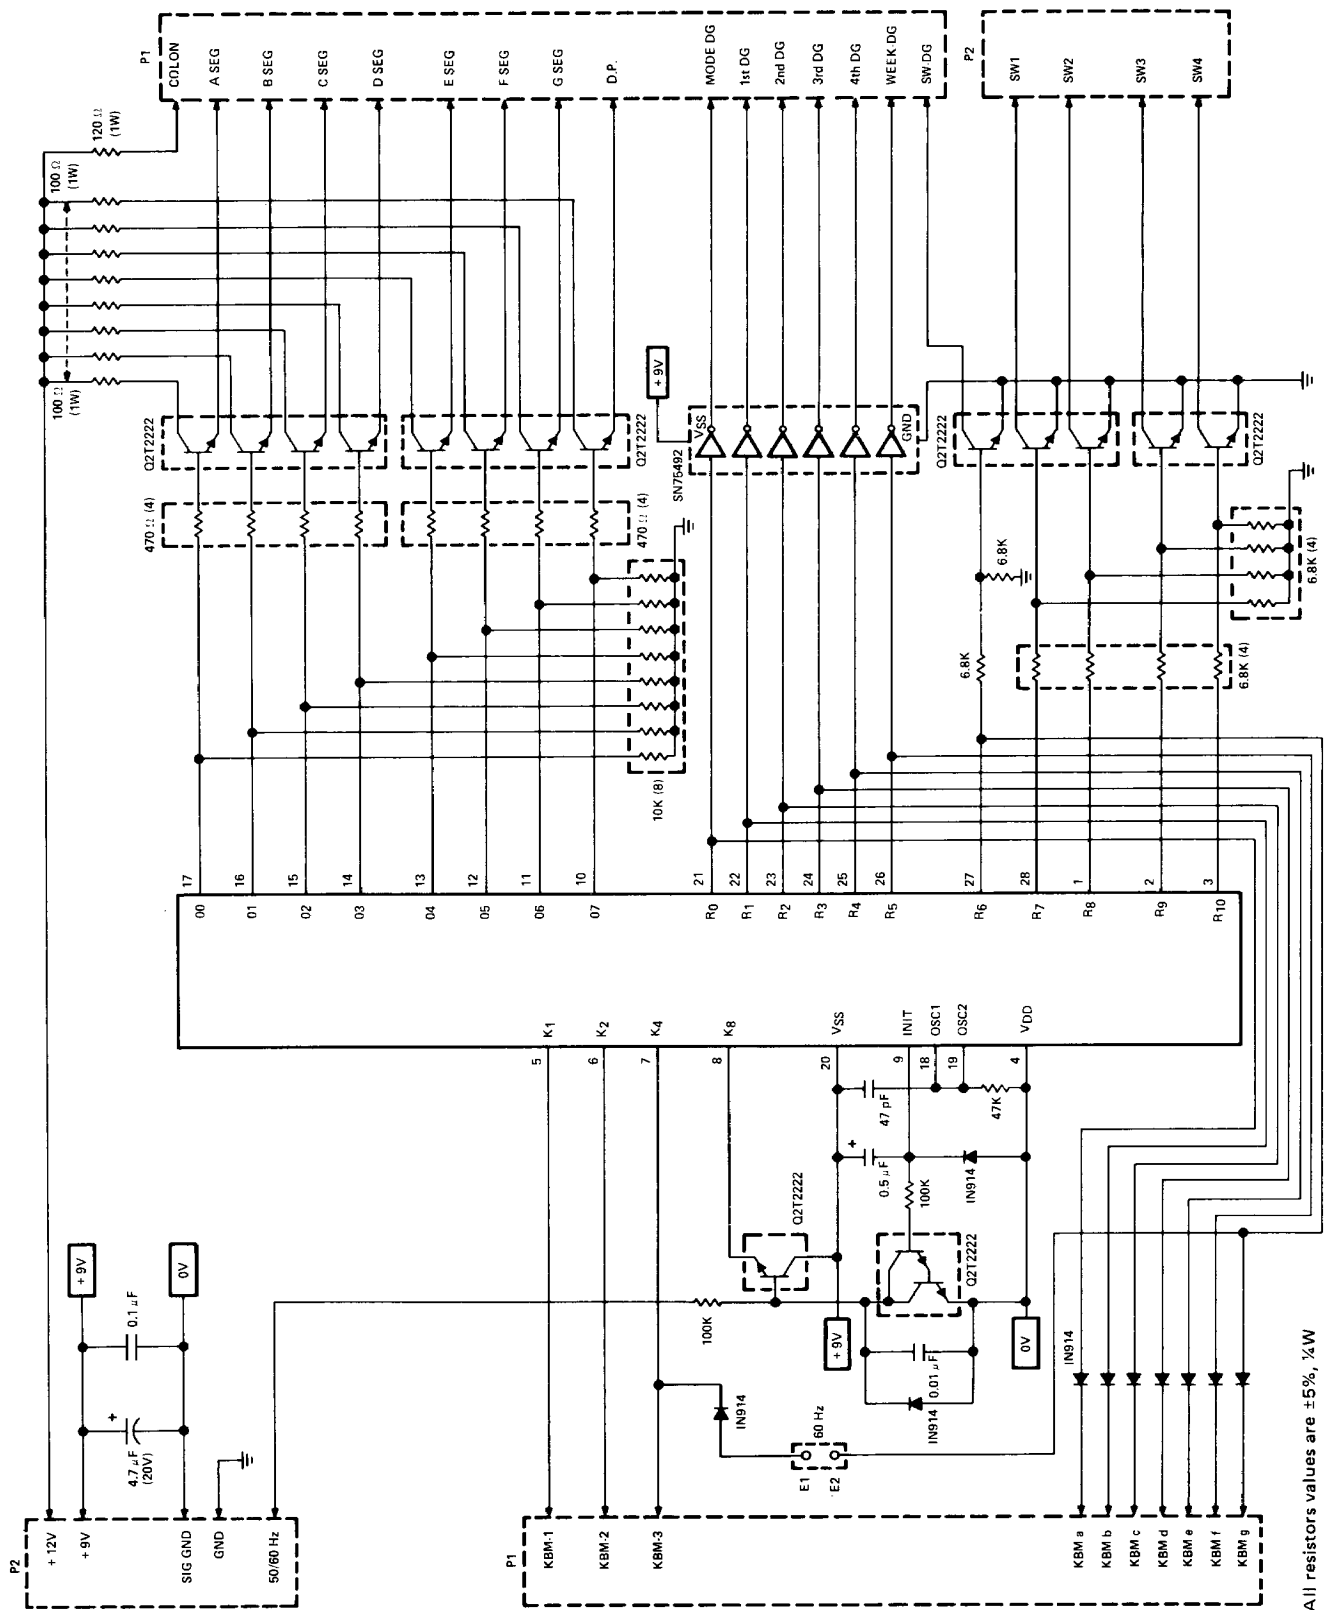 P2
+ 12V
+ 9V
SIG GND
GND
50/60 Hz
4.7 µF
(20V)
+
0.1 µF
+ 9V
0V
P1
KBM-1
KBM-2
KBM-3
KBM a
KBM b
KBM c
KBM d
KBM e
KBM f
KBM g
E1
E2
60 Hz
IN914
IN914
IN914
0.01 µF
100K
+ 9V
0V
Q2T2222
Q2T2222
100K
IN914
0.5 µF
+
47 pF
47K
5
6
7
8
20
9
18
19
4
K1
K2
K4
K8
VSS
INIT
OSC1
OSC2
VDD
00
01
02
03
04
05
06
07
R0
R1
R2
R3
R4
R5
R6
R7
R8
R9
R10
17
16
15
14
13
12
11
10
21
22
23
24
25
26
27
28
1
2
3
10K (8)
470 Ω (4)
470 Ω (4)
6.8K
6.8K
6.8K (4)
6.8K (4)
Q2T2222
Q2T2222
SN75492
VSS
GND
+ 9V
Q2T2222
Q2T2222
100 Ω
(1W)
100 Ω
(1W)
120 Ω
(1W)
P1
COLON
A SEG
B SEG
C SEG
D SEG
E SEG
F SEG
G SEG
D.P.
MODE DG
1st DG
2nd DG
3rd DG
4th DG
WEEK-DG
SW-DG
P2
SW1
SW2
SW3
SW4
All resistors values are ±5%, ¼W